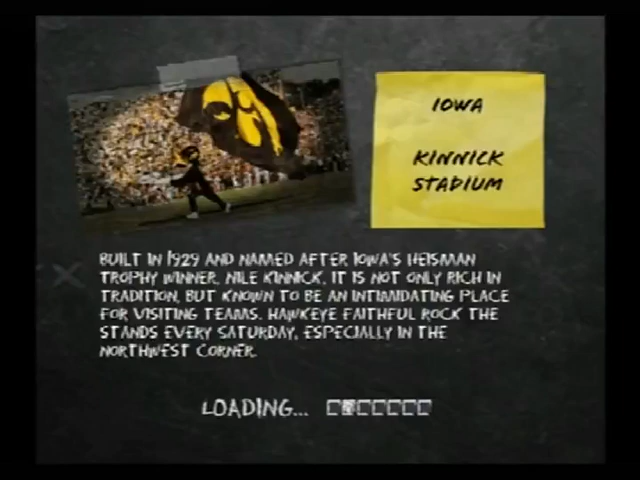 IOWA
KINNICK
STADIUM
BUILT IN 1929 AND NAMED AFTER IOWA'S HEISMAN
TROPHY WINNER, NILE KINNICK, IT IS NOT ONLY RICH IN
TRADITION, BUT KNOWN TO BE AN INTIMIDATING PLACE
FOR VISITING TEAMS. HAWKEYE FAITHFUL ROCK THE
STANDS EVERY SATURDAY, ESPECIALLY IN THE
NORTHWEST CORNER.
LOADING...